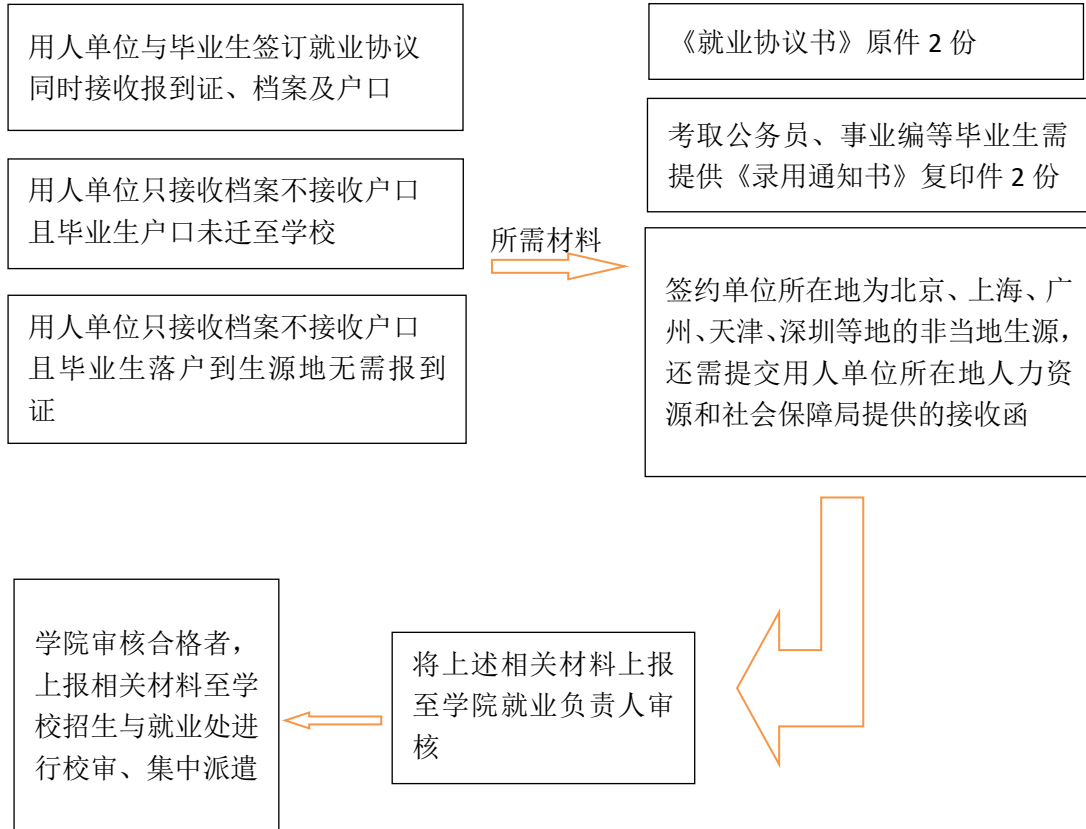 用人单位与毕业生签订就业协议
同时接收报到证、档案及户口
用人单位只接收档案不接收户口
且毕业生户口未迁至学校
用人单位只接收档案不接收户口
且毕业生落户到生源地无需报到
证
所需材料
《就业协议书》原件 2 份
考取公务员、事业编等毕业生需
提供《录用通知书》复印件 2 份
签约单位所在地为北京、上海、广
州、天津、深圳等地的非当地生源，
还需提交用人单位所在地人力资
源和社会保障局提供的接收函
将上述相关材料上报
至学院就业负责人审
核
学院审核合格者，
上报相关材料至学
校招生与就业处进
行校审、集中派遣